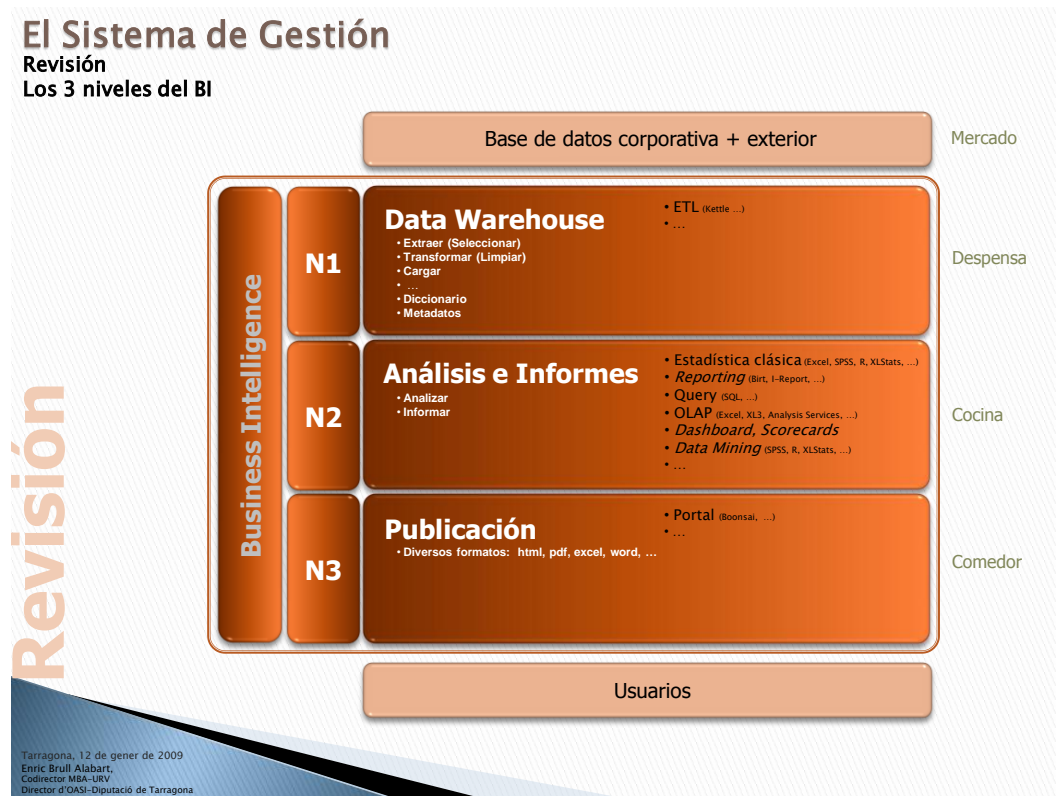 El Sistema de Gestión
Revisión
Los 3 niveles del BI
Base de datos corporativa + exterior
Mercado
Business Intelligence
N1
Data Warehouse
• Extraer (Seleccionar)
• Transformar (Limpiar)
• Cargar
• ...
• Diccionario
• Metadatos
• ETL (Kettle ...)
• ...
Despensa
N2
Análisis e Informes
• Analizar
• Informar
• Estadística clásica (Excel, SPSS, R, XLStats, ...)
• Reporting (Birt, I-Report, ...)
• Query (SQL, ...)
• OLAP (Excel, XL3, Analysis Services, ...)
• Dashboard, Scorecards
• Data Mining (SPSS, R, XLStats, ...)
• ...
Cocina
N3
Publicación
• Diversos formatos: html, pdf, excel, word, ...
• Portal (Boonsai, ...)
• ...
Comedor
Usuarios
Revisión
Tarragona, 12 de gener de 2009
Enric Brull Alabart,
Codirector MBA-URV
Director d'OASI-Diputació de Tarragona